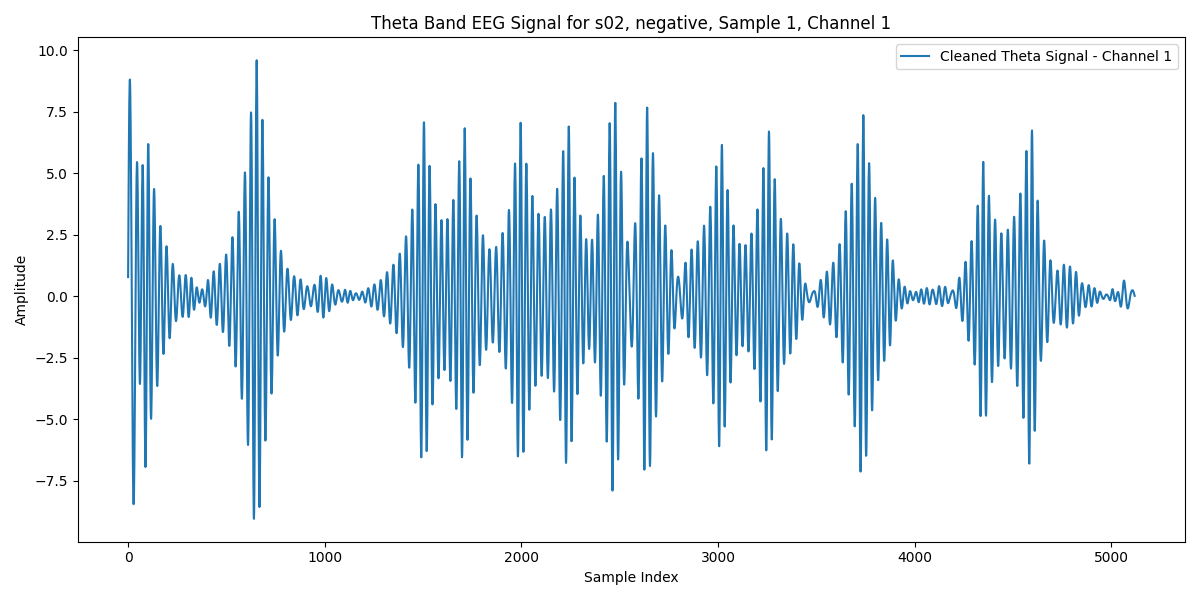 Theta Band EEG Signal for s02, negative, Sample 1, Channel 1
Cleaned Theta Signal - Channel 1
Amplitude
10.0
7.5
5.0
2.5
0.0
−2.5
−5.0
−7.5
0 1000 2000 3000 4000 5000
Sample Index